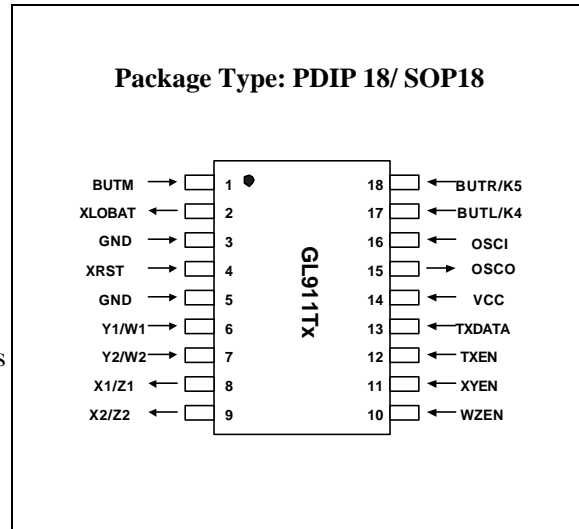 Package Type: PDIP 18/ SOP18
BUTM 1 18 BUTR/K5
XLOBAT 2 17 BUTL/K4
GND 3 16 OSCI
XRST 4 15 OSCO
GND 5 14 VCC
Y1/W1 6 13 TXDATA
Y2/W2 7 12 TXEN
X1/Z1 8 11 XYEN
X2/Z2 9 10 WZEN
GL911Tx
s